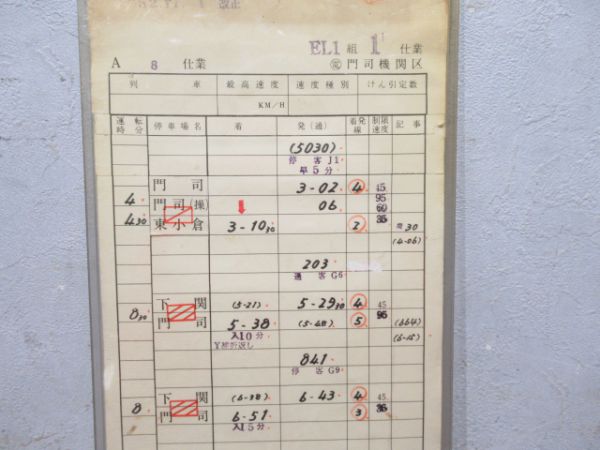 改正
EL1 組 1 仕業
A 8 仕業 門司機関区
列 車 最高速度 速度種別 けん引定数
KM/H
運転時分 停車場名 着 発(通) 着発線 制限速度 記事
(5030)
停 客 J1
早5分
門 司 3-02 4 45
4 門 司(操) 06 95 60
4 30 東小倉 3-10 30 2 35 30
(4-06)
203
通 客 G6
下 関 (5-27) 5-29 30 4 45
8 30 門 司 5-38 (5-48) 5 95 (664)
入10分 (6-15)
Y线折返し
841
停 客 G9
下 関 (6-38) 6-43 4 45
8 門 司 6-51 3 35
入15分